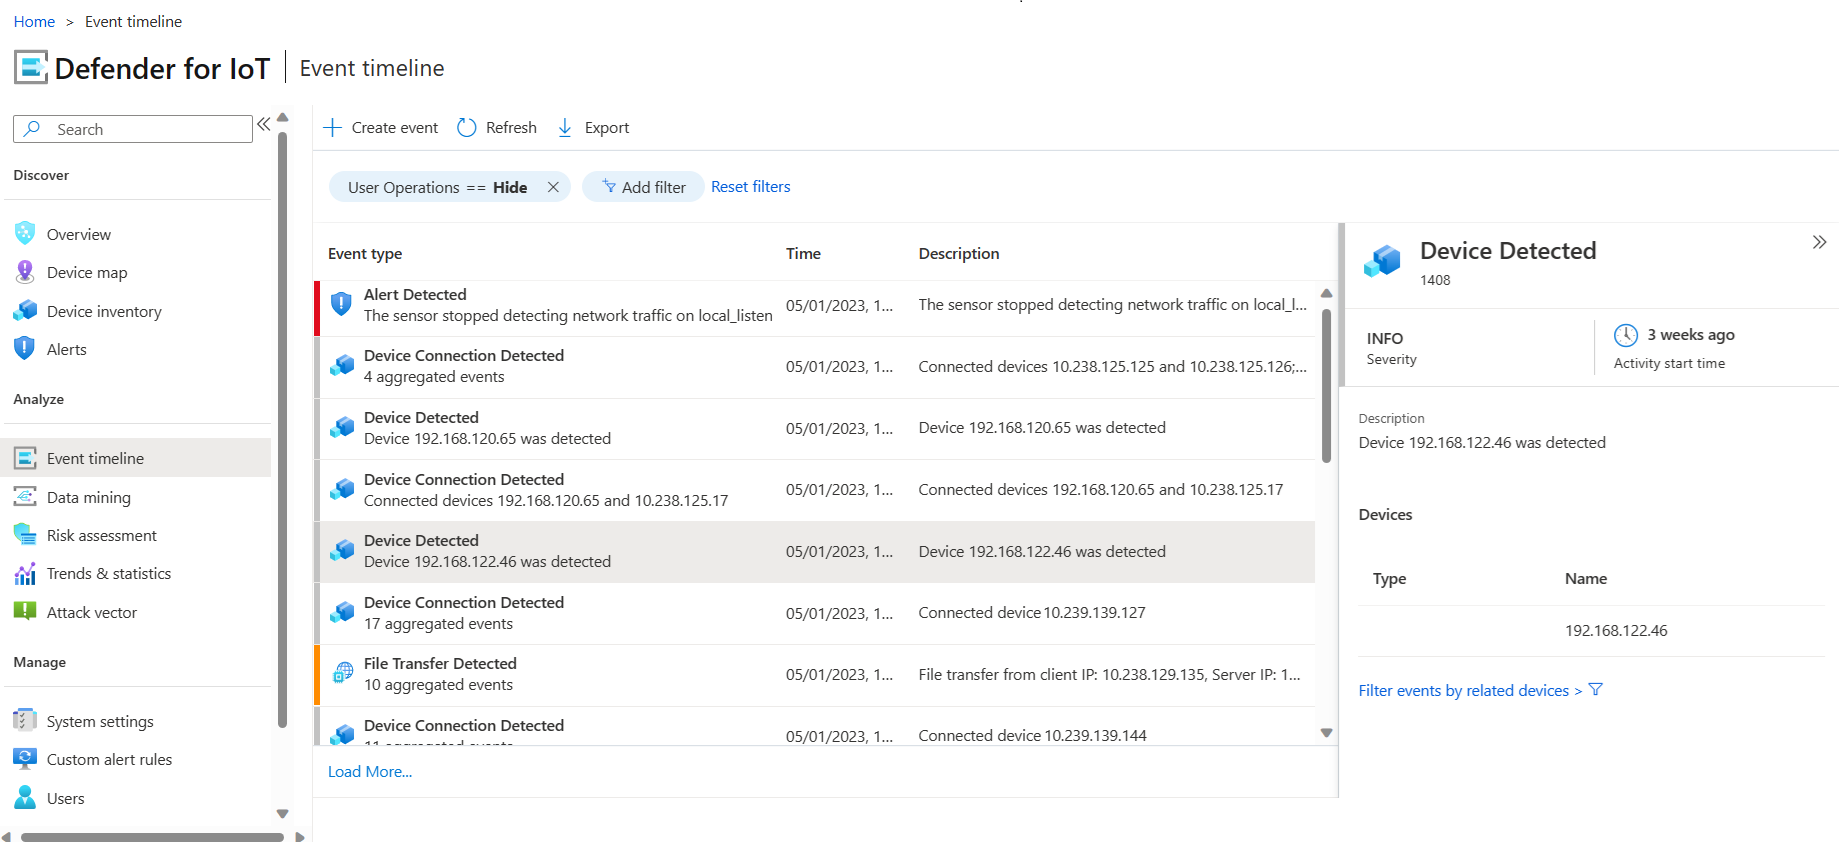 Home > Event timeline
Defender for IoT | Event timeline
Search
Discover
Overview
Device map
Device inventory
Alerts
Analyze
Event timeline
Data mining
Risk assessment
Trends & statistics
Attack vector
Manage
System settings
Custom alert rules
Users
Create event Refresh Export
User Operations == Hide Add filter Reset filters
Event type Time Description
Alert Detected
The sensor stopped detecting network traffic on local_listen 05/01/2023, 1... The sensor stopped detecting network traffic on local_l...
Device Connection Detected
4 aggregated events 05/01/2023, 1... Connected devices 10.238.125.125 and 10.238.125.126;...
Device Detected
Device 192.168.120.65 was detected 05/01/2023, 1... Device 192.168.120.65 was detected
Device Connection Detected
Connected devices 192.168.120.65 and 10.238.125.17 05/01/2023, 1... Connected devices 192.168.120.65 and 10.238.125.17
Device Detected
Device 192.168.122.46 was detected 05/01/2023, 1... Device 192.168.122.46 was detected
Device Connection Detected
17 aggregated events 05/01/2023, 1... Connected device 10.239.139.127
File Transfer Detected
10 aggregated events 05/01/2023, 1... File transfer from client IP: 10.238.129.135, Server IP: 1...
Device Connection Detected
11 aggregated events 05/01/2023, 1... Connected device 10.239.139.144
Load More...
Device Detected
1408
INFO
Severity
3 weeks ago
Activity start time
Description
Device 192.168.122.46 was detected
Devices
Type Name
192.168.122.46
Filter events by related devices >